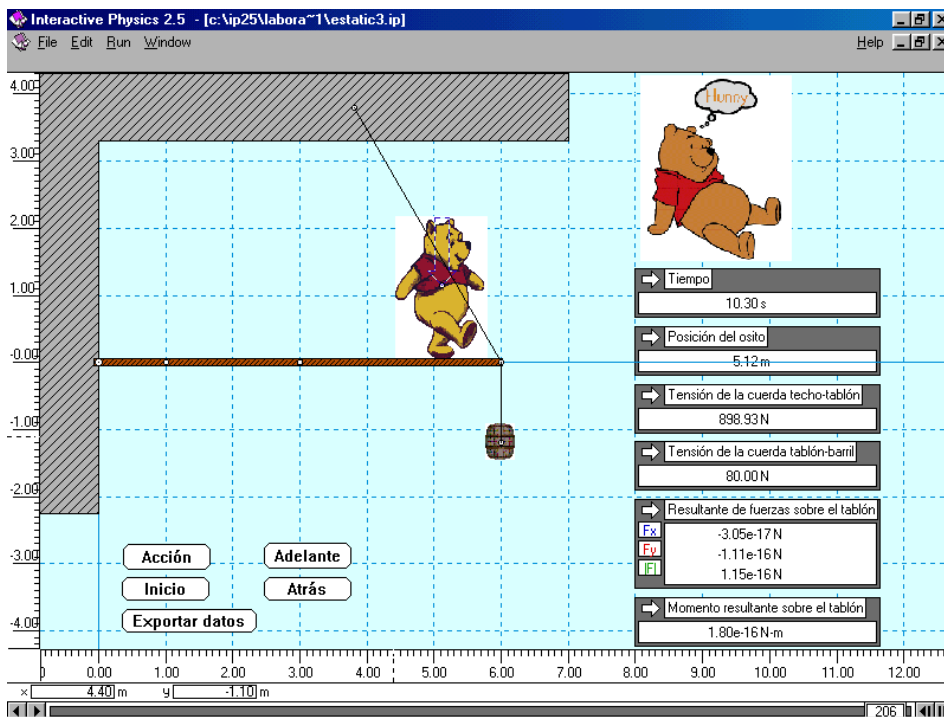 Interactive Physics 2.5 - [c:\ip25\labora~1\estatic3.ip]
File Edit Run Window Help
4.00
3.00
2.00
1.00
-0.00
-1.00
-2.00
-3.00
-4.00
Hunny
Tiempo
10.30 s
Posición del osito
5.12 m
Tensión de la cuerda techo-tablón
898.93 N
Tensión de la cuerda tablón-barril
80.00 N
Resultante de fuerzas sobre el tablón
Fx -3.05e-17 N
Fy -1.11e-16 N
|F| 1.15e-16 N
Momento resultante sobre el tablón
1.80e-16 N-m
Acción Adelante
Inicio Atrás
Exportar datos
0.00 1.00 2.00 3.00 4.00 5.00 6.00 7.00 8.00 9.00 10.00 11.00 12.00
x 4.40 m y -1.10 m
206